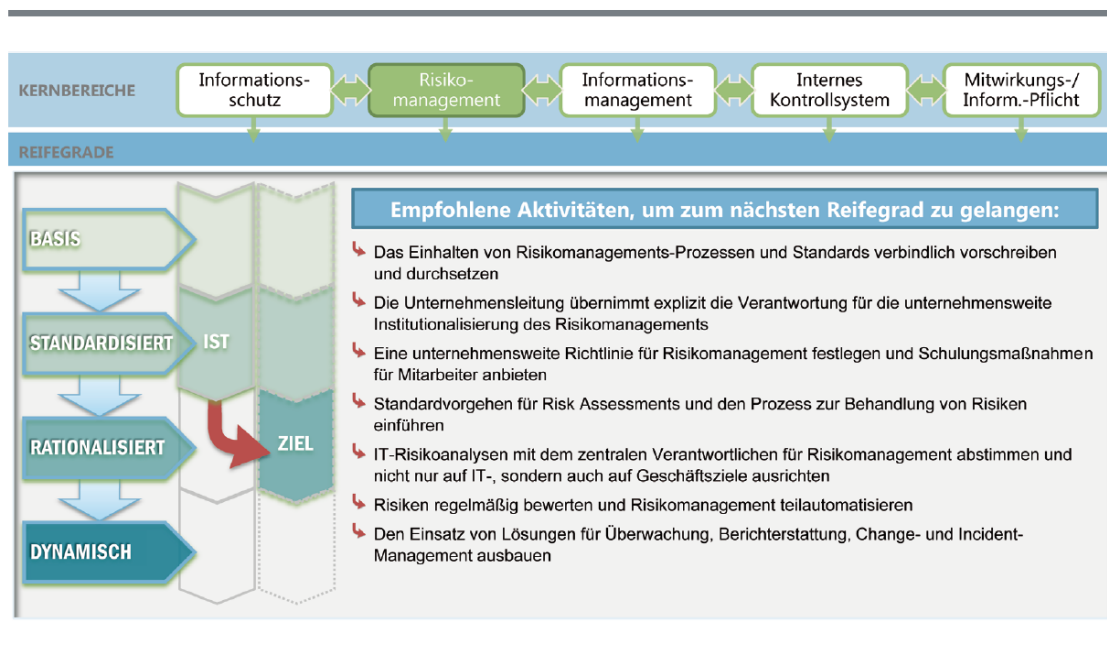 KERNBEREICHE
Informations-
schutz
Risiko-
management
Informations-
management
Internes
Kontrollsystem
Mitwirkungs-/
Inform.-Pflicht
REIFEGRADE
BASIS
STANDARDISIERT
RATIONALISIERT
DYNAMISCH
IST
ZIEL
Empfohlene Aktivitäten, um zum nächsten Reifegrad zu gelangen:
Das Einhalten von Risikomanagements-Prozessen und Standards verbindlich vorschreiben
und durchsetzen
Die Unternehmensleitung übernimmt explizit die Verantwortung für die unternehmensweite
Institutionalisierung des Risikomanagements
Eine unternehmensweite Richtlinie für Risikomanagement festlegen und Schulungsmaßnahmen
für Mitarbeiter anbieten
Standardvorgehen für Risk Assessments und den Prozess zur Behandlung von Risiken
einführen
IT-Risikoanalysen mit dem zentralen Verantwortlichen für Risikomanagement abstimmen und
nicht nur auf IT-, sondern auch auf Geschäftsziele ausrichten
Risiken regelmäßig bewerten und Risikomanagement teilautomatisieren
Den Einsatz von Lösungen für Überwachung, Berichterstattung, Change- und Incident-
Management ausbauen